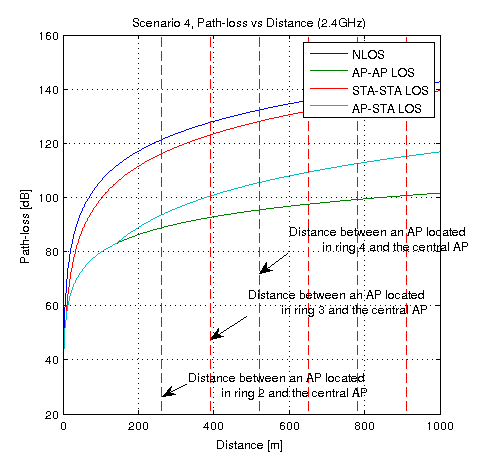 Scenario 4, Path-loss vs Distance (2.4GHz)
160
140
120
100
80
60
40
20
Path-loss [dB]
NLOS
AP-AP LOS
STA-STA LOS
AP-STA LOS
Distance between an AP located
in ring 4 and the central AP
Distance between an AP located
in ring 3 and the central AP
Distance between an AP located
in ring 2 and the central AP
0
200
400
600
800
1000
Distance [m]